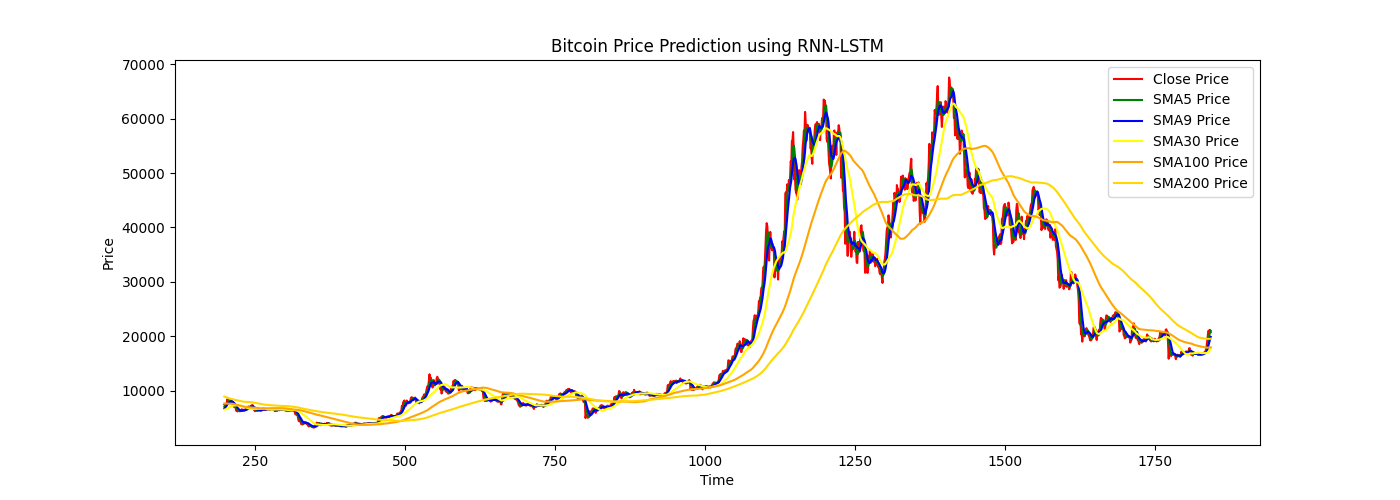 Bitcoin Price Prediction using RNN-LSTM
70000
60000
50000
40000
30000
20000
10000
Price
Close Price
SMA5 Price
SMA9 Price
SMA30 Price
SMA100 Price
SMA200 Price
250 500 750 1000 1250 1500 1750
Time